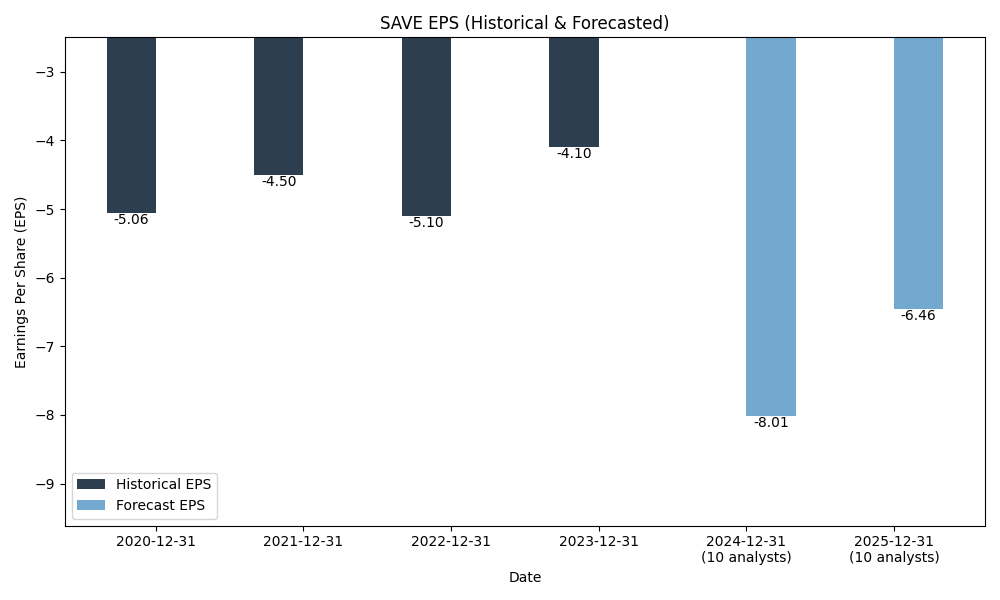 SAVE EPS (Historical & Forecasted)
Earnings Per Share (EPS)
−3
−4
−5
−6
−7
−8
−9
-5.06
-4.50
-5.10
-4.10
-8.01
-6.46
Historical EPS
Forecast EPS
2020-12-31
2021-12-31
2022-12-31
2023-12-31
2024-12-31
(10 analysts)
2025-12-31
(10 analysts)
Date